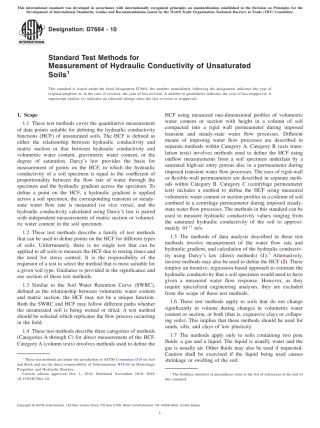 This international standard was developed in accordance with internationally recognized principles on standardization established in the Decision on Principles for the
Development of International Standards, Guides and Recommendations issued by the World Trade Organization Technical Barriers to Trade (TBT) Committee.
Designation: D7664 − 10
Standard Test Methods for
Measurement of Hydraulic Conductivity of Unsaturated
Soils1
This standard is issued under the fixed designation D7664; the number immediately following the designation indicates the year of
original adoption or, in the case of revision, the year of last revision. A number in parentheses indicates the year of last reapproval. A
superscript epsilon (ε) indicates an editorial change since the last revision or reapproval.
1. Scope
1.1 These test methods cover the quantitative measurement
of data points suitable for defining the hydraulic conductivity
functions (HCF) of unsaturated soils. The HCF is defined as
either the relationship between hydraulic conductivity and
matric suction or that between hydraulic conductivity and
volumetric water content, gravimetric water content, or the
degree of saturation. Darcy's law provides the basis for
measurement of points on the HCF, in which the hydraulic
conductivity of a soil specimen is equal to the coefficient of
proportionality between the flow rate of water through the
specimen and the hydraulic gradient across the specimen. To
define a point on the HCF, a hydraulic gradient is applied
across a soil specimen, the corresponding transient or steady-
state water flow rate is measured (or vice versa), and the
hydraulic conductivity calculated using Darcy's law is paired
with independent measurements of matric suction or volumet-
ric water content in the soil specimen.
1.2 These test methods describe a family of test methods
that can be used to define points on the HCF for different types
of soils. Unfortunately, there is no single test that can be
applied to all soils to measure the HCF due to testing times and
the need for stress control. It is the responsibility of the
requestor of a test to select the method that is most suitable for
a given soil type. Guidance is provided in the significance and
use section of these test methods.
1.3 Similar to the Soil Water Retention Curve (SWRC),
defined as the relationship between volumetric water content
and matric suction, the HCF may not be a unique function.
Both the SWRC and HCF may follow different paths whether
the unsaturated soil is being wetted or dried. A test method
should be selected which replicates the flow process occurring
in the field.
1.4 These test methods describe three categories of methods
(Categories A through C) for direct measurement of the HCF.
Category A (column tests) involves methods used to define the
1 These test methods are under the jurisdiction of ASTM Committee D18 on Soil
and Rock and are the direct responsibility of Subcommittee D18.04 on Hydrologic
Properties and Hydraulic Barriers.
HCF using measured one-dimensional profiles of volumetric
water content or suction with height in a column of soil
compacted into a rigid wall permeameter during imposed
transient and steady-state water flow processes. Different
means of imposing water flow processes are described in
separate methods within Category A. Category B (axis trans-
lation tests) involves methods used to define the HCF using
outflow measurements from a soil specimen underlain by a
saturated high-air entry porous disc in a permeameter during
imposed transient water flow processes. The uses of rigid-wall
or flexible-wall permeameters are described in separate meth-
ods within Category B. Category C (centrifuge permeameter
test) includes a method to define the HCF using measured
volumetric water content or suction profiles in a column of soil
confined in a centrifuge permeameter during imposed steady-
state water flow processes. The methods in this standard can be
used to measure hydraulic conductivity values ranging from
the saturated hydraulic conductivity of the soil to approxi-
mately 10-11 m/s.
1.5 The methods of data analysis described in these test
methods involve measurement of the water flow rate and
hydraulic gradient, and calculation of the hydraulic conductiv-
ity using Darcy's law (direct methods) (1).2 Alternatively,
inverse methods may also be used to define the HCF (2). These
employ an iterative, regression-based approach to estimate the
hydraulic conductivity that a soil specimen would need to have
given a measured water flow response. However, as they
require specialized engineering analyses, they are excluded
from the scope of these test methods.
1.6 These test methods apply to soils that do not change
significantly in volume during changes in volumetric water
content or suction, or both (that is, expansive clays or collaps-
ing soils). This implies that these methods should be used for
sands, silts, and clays of low plasticity.
1.7 The methods apply only to soils containing two pore
fluids: a gas and a liquid. The liquid is usually water and the
gas is usually air. Other fluids may also be used if requested.
Caution shall be exercised if the liquid being used causes
shrinkage or swelling of the soil.
2 The boldface numbers in parentheses refer to the list of references at the end of
this standard.
1